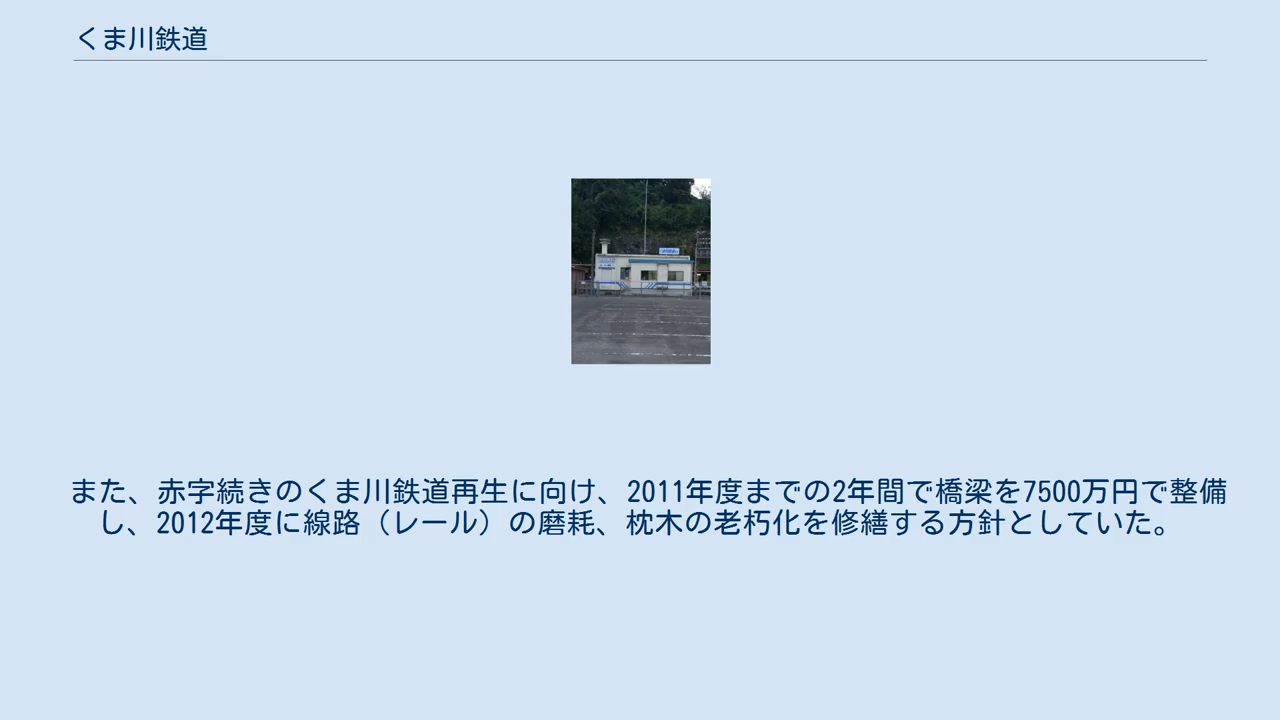 くま川鉄道
また、赤字続きのくま川鉄道再生に向け、2011年度までの2年間で橋梁を7500万円で整備
し、2012年度に線路（レール）の磨耗、枕木の老朽化を修繕する方針としていた。